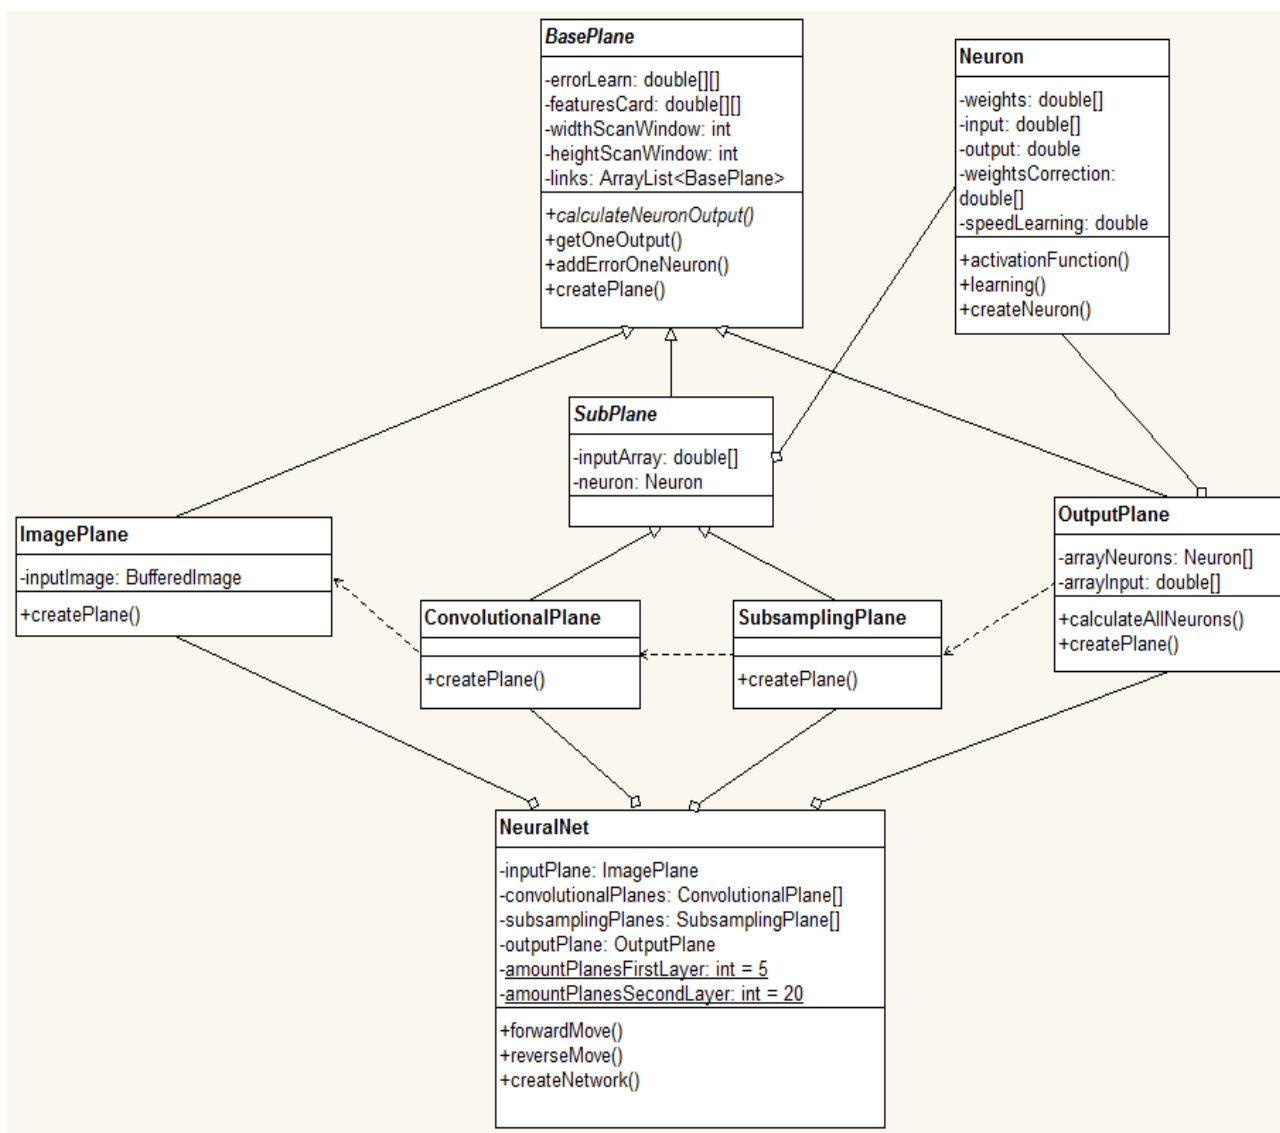 BasePlane
-errorLearn: double[][]
-featuresCard: double[][]
-widthScanWindow: int
-heightScanWindow: int
-links: ArrayList<BasePlane>
+calculateNeuronOutput()
+getOneOutput()
+addErrorOneNeuron()
+createPlane()
Neuron
-weights: double[]
-input: double[]
-output: double
-weightsCorrection:
double[]
-speedLearning: double
+activationFunction()
+learning()
+createNeuron()
SubPlane
-inputArray: double[]
-neuron: Neuron
ImagePlane
-inputImage: BufferedImage
+createPlane()
ConvolutionalPlane
+createPlane()
SubsamplingPlane
+createPlane()
OutputPlane
-arrayNeurons: Neuron[]
-arrayInput: double[]
+calculateAllNeurons()
+createPlane()
NeuralNet
-inputPlane: ImagePlane
-convolutionalPlanes: ConvolutionalPlane[]
-subsamplingPlanes: SubsamplingPlane[]
-outputPlane: OutputPlane
-amountPlanesFirstLayer: int = 5
-amountPlanesSecondLayer: int = 20
+forwardMove()
+reverseMove()
+createNetwork()